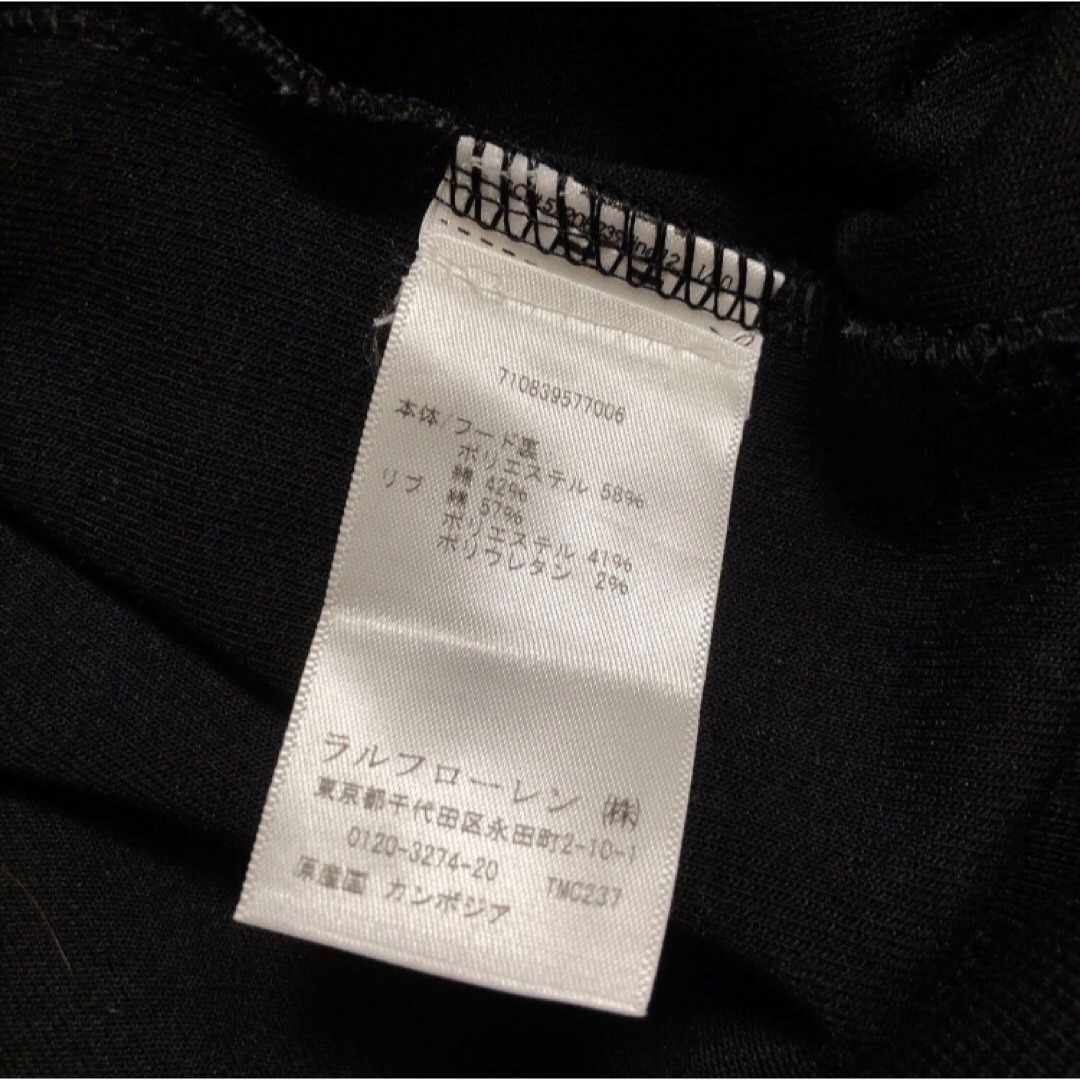 710839577006
本体/フード裏
ポリエステル 58%
綿 42%
リブ 綿 57%
ポリエステル 41%
ポリウレタン 2%
ラルフローレン ㈱
東京都千代田区永田町2-10-1
0120-3274-20 TMC237
原産国 カンボジア